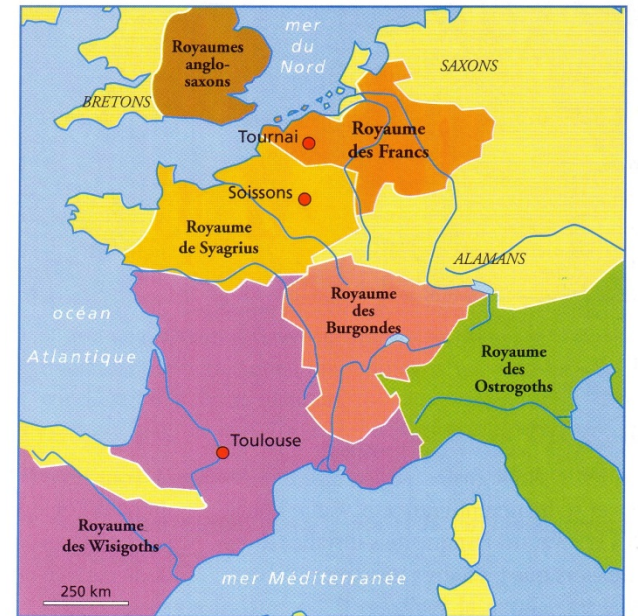 mer
du
Nord
Royaumes
anglo-
saxons
SAXONS
BRETONS
Tournai
Royaume
des Francs
Soissons
Royaume
de Syagrius
ALAMANS
Royaume
des
Burgondes
océan
Atlantique
Royaume
des
Ostrogoths
Toulouse
Royaume
des Wisigoths
mer Méditerranée
250 km